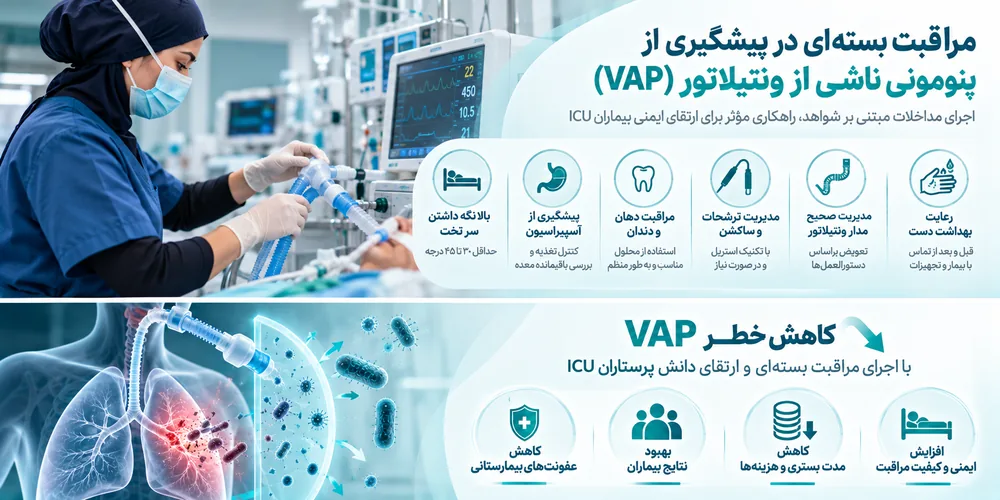 مراقبت بسته‌ای در پیشگیری از
پنومونی ناشی از ونتیلاتور (VAP)
اجرای مداخلات مبتنی بر شواهد، راهکاری مؤثر برای ارتقای ایمنی بیماران ICU
22
450
10.5
21
رعایت
بهداشت دست
قبل و بعد از تماس
با بیمار و تجهیزات
مدیریت صحیح
مدار ونتیلاتور
تعویض براساس
دستورالعمل‌ها
مدیریت ترشحات
و ساکشن
با تکنیک استریل
و در صورت نیاز
مراقبت دهان
و دندان
استفاده از محلول
مناسب و به طور منظم
پیشگیری از
آسپیراسیون
کنترل تغذیه و
بررسی باقیمانده معده
بالا نگه داشتن
سر تخت
حداقل ۳۰ تا ۴۵ درجه
کاهش خطر VAP
با اجرای مراقبت بسته‌ای و ارتقای دانش پرستاران ICU
افزایش
ایمنی و کیفیت مراقبت
کاهش
مدت بستری و هزینه‌ها
بهبود
نتایج بیماران
کاهش
عفونت‌های بیمارستانی